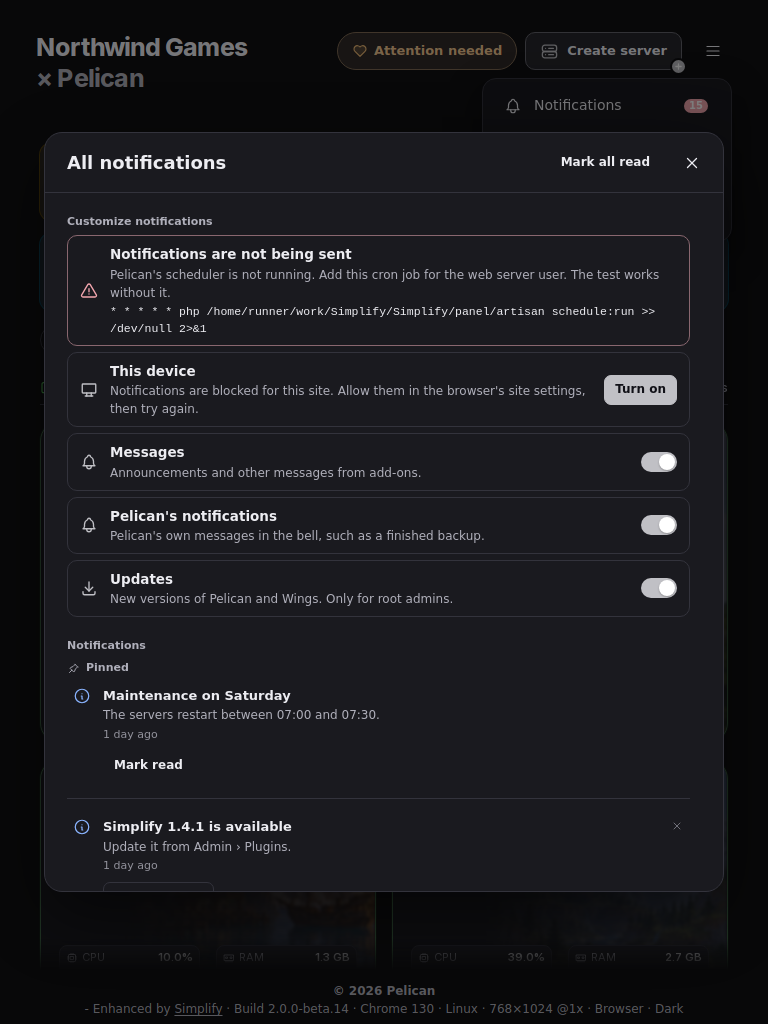 Northwind Games
× Pelican
Attention needed
Create server
Notifications
15
All notifications
Mark all read
Customize notifications
Notifications are not being sent
Pelican's scheduler is not running. Add this cron job for the web server user. The test works
without it.
* * * * * php /home/runner/work/Simplify/Simplify/panel/artisan schedule:run >>
/dev/null 2>&1
This device
Notifications are blocked for this site. Allow them in the browser's site settings,
then try again.
Turn on
Messages
Announcements and other messages from add-ons.
Pelican's notifications
Pelican's own messages in the bell, such as a finished backup.
Updates
New versions of Pelican and Wings. Only for root admins.
Notifications
Pinned
Maintenance on Saturday
The servers restart between 07:00 and 07:30.
1 day ago
Mark read
Simplify 1.4.1 is available
Update it from Admin › Plugins.
1 day ago
CPU 10.0% RAM 1.3 GB CPU 39.0% RAM 2.7 GB
© 2026 Pelican
- Enhanced by Simplify · Build 2.0.0-beta.14 · Chrome 130 · Linux · 768×1024 @1x · Browser · Dark